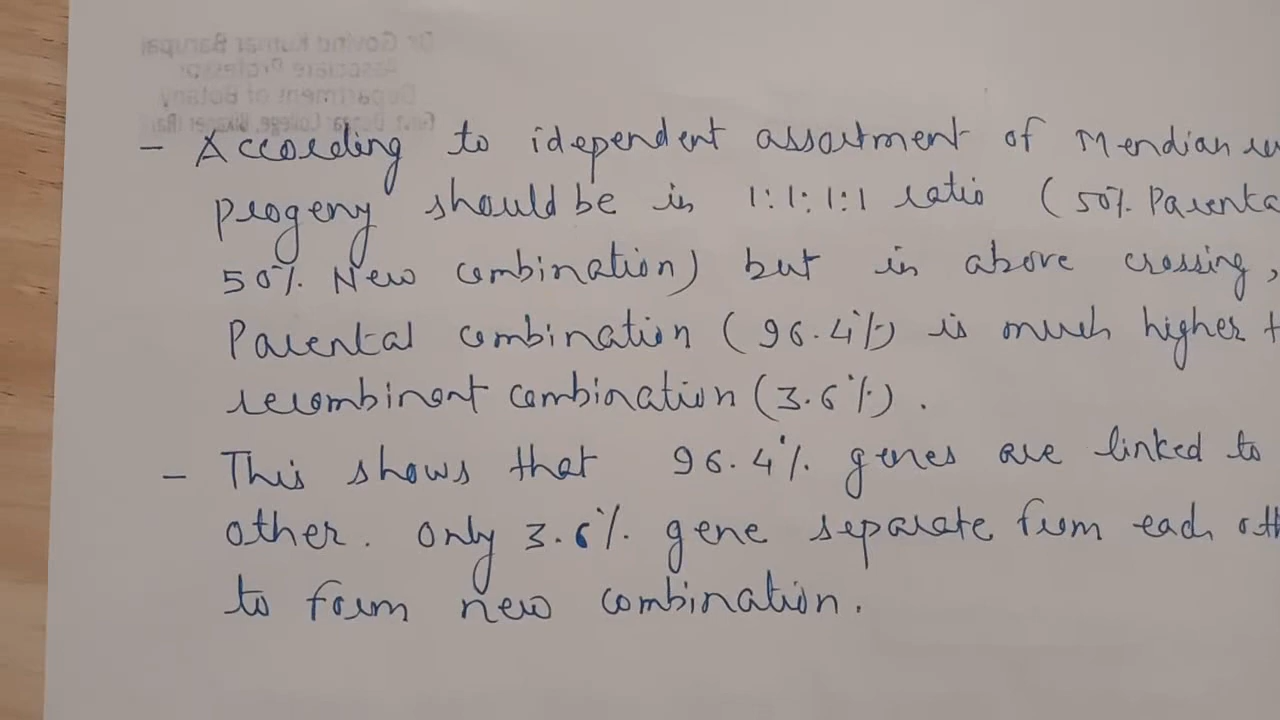 - According to idependent assortment of Mendian
progeny should be in 1:1:1:1 ratio (50% Parenta
50% New combination) but in above crossing,
Parental combination (96.4%) is much higher
recombinent combination (3.6%).
- This shows that 96.4% genes are linked to
other. only 3.6% gene separate from each oth
to form new combination.